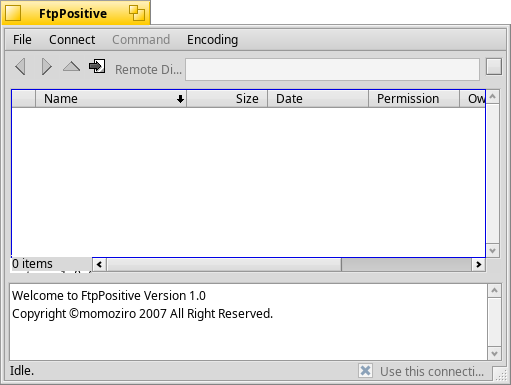 FtpPositive
File Connect Command Encoding
Remote Di...
Name Size Date Permission Ow
0 items
Welcome to FtpPositive Version 1.0
Copyright ©momoziro 2007 All Right Reserved.
Idle. Use this connecti...